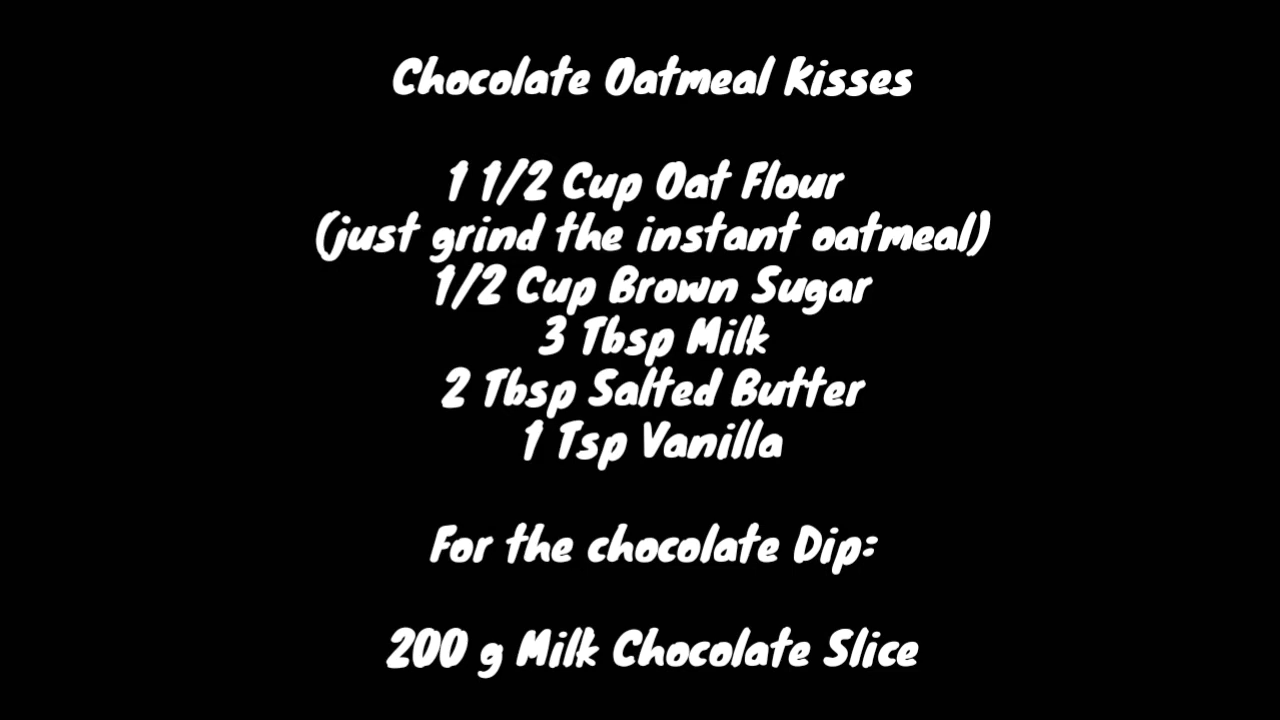 Chocolate Oatmeal Kisses
1 1/2 Cup Oat Flour
(just grind the instant oatmeal)
1/2 Cup Brown Sugar
3 Tbsp Milk
2 Tbsp Salted Butter
1 Tsp Vanilla
For the chocolate Dip:
200 g Milk Chocolate Slice